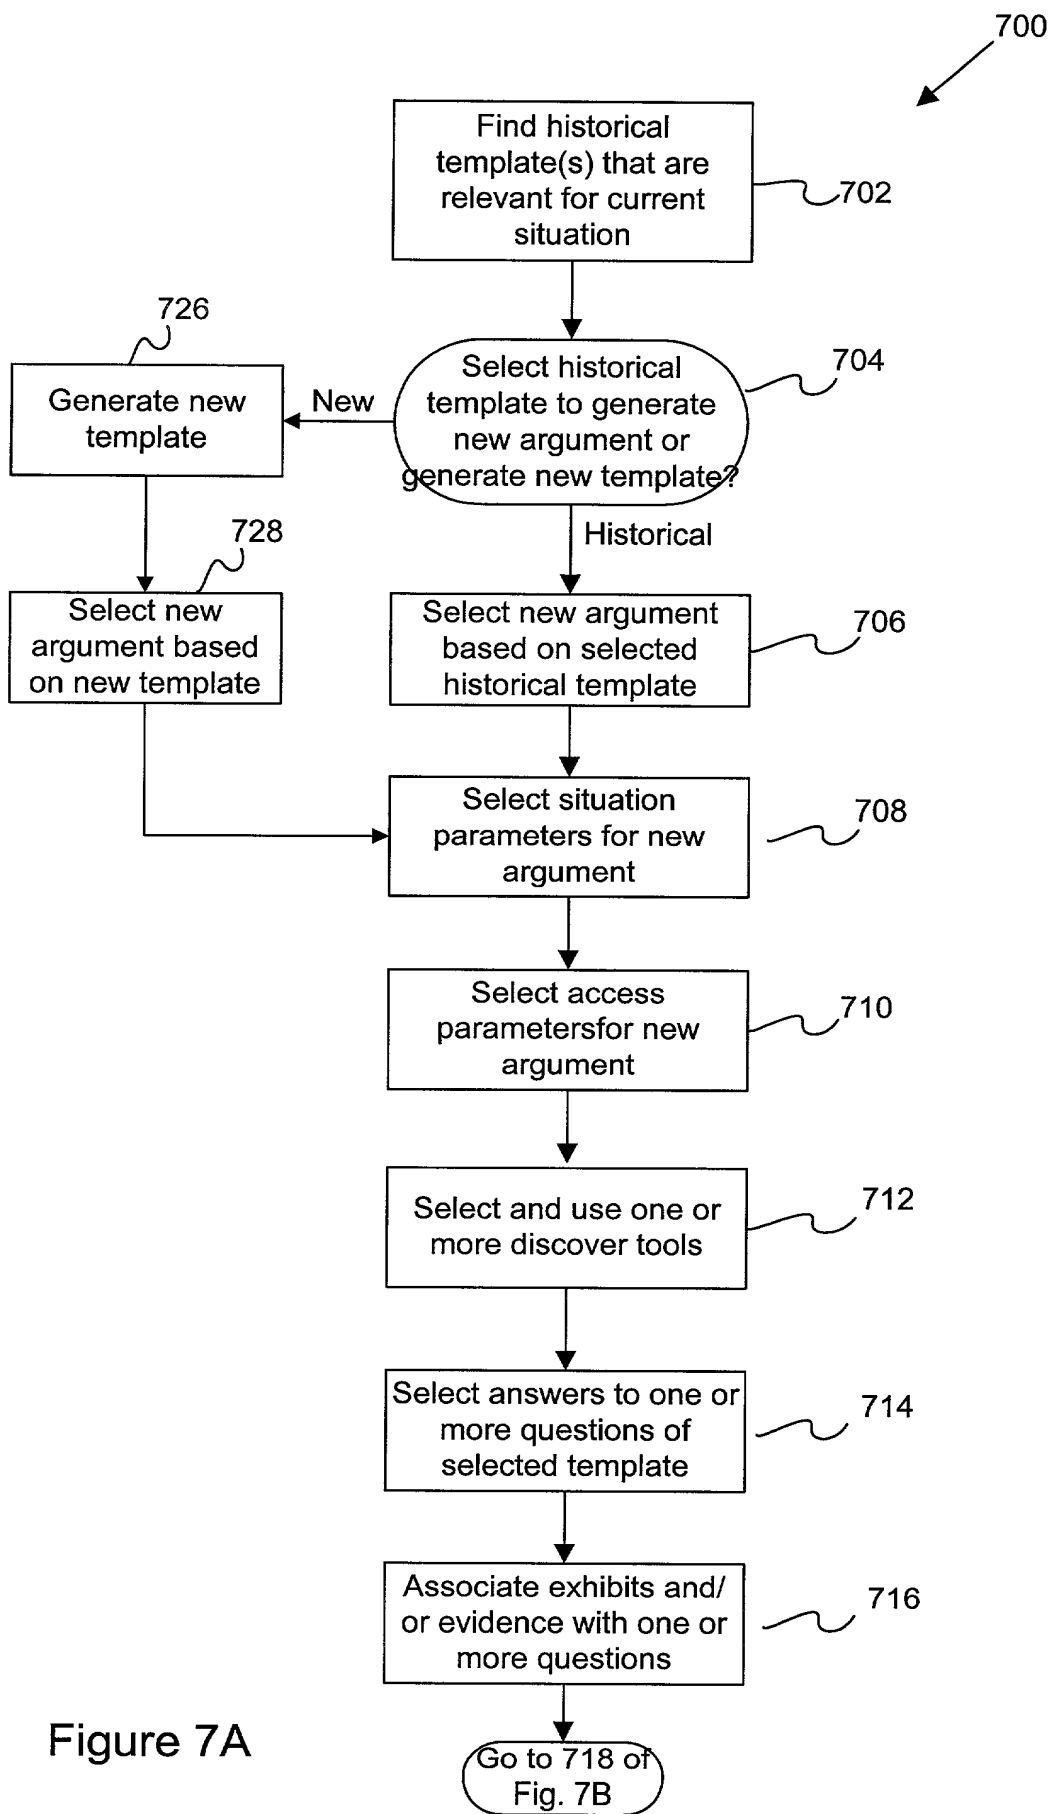 700
Find historical
template(s) that are
relevant for current
situation
702
726
Generate new
template
New
Select historical
template to generate
new argument or
generate new template?
704
Historical
728
Select new
argument based
on new template
Select new argument
based on selected
historical template
706
Select situation
parameters for new
argument
708
Select access
parametersfor new
argument
710
Select and use one or
more discover tools
712
Select answers to one or
more questions of
selected template
714
Associate exhibits and/
or evidence with one or
more questions
716
Figure 7A
Go to 718 of
Fig. 7B